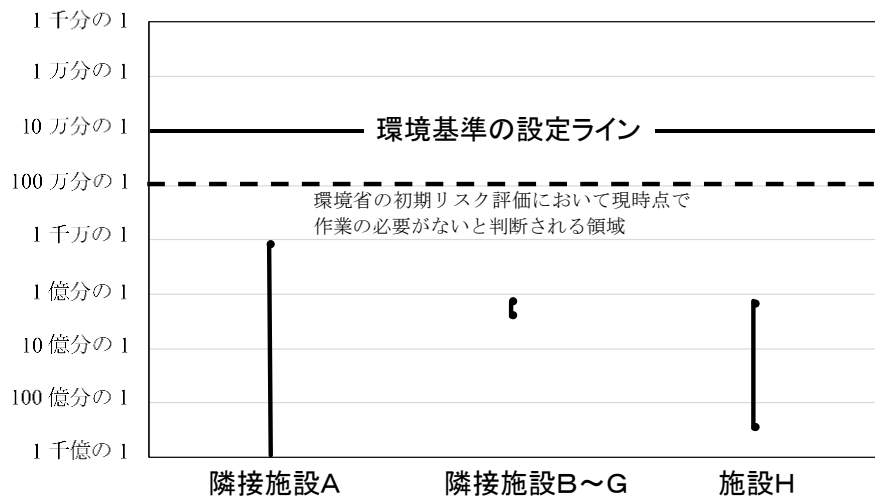 1 千分の 1
1 万分の 1
10 万分の 1
環境基準の設定ライン
100 万分の 1
環境省の初期リスク評価において現時点で
作業の必要がないと判断される領域
1 千万の 1
1 億分の 1
10 億分の 1
100 億分の 1
1 千億の 1
隣接施設A
隣接施設B～G
施設H